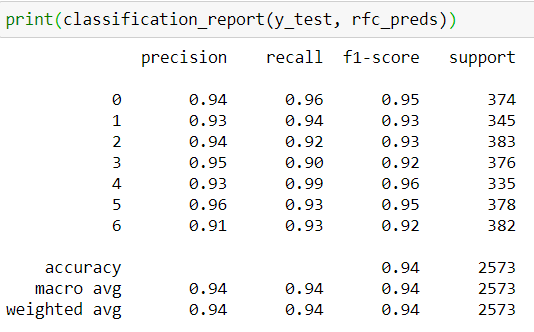 print(classification_report(y_test, rfc_preds))
precision recall f1-score support
0 0.94 0.96 0.95 374
1 0.93 0.94 0.93 345
2 0.94 0.92 0.93 383
3 0.95 0.90 0.92 376
4 0.93 0.99 0.96 335
5 0.96 0.93 0.95 378
6 0.91 0.93 0.92 382
accuracy 0.94 2573
macro avg 0.94 0.94 0.94 2573
weighted avg 0.94 0.94 0.94 2573